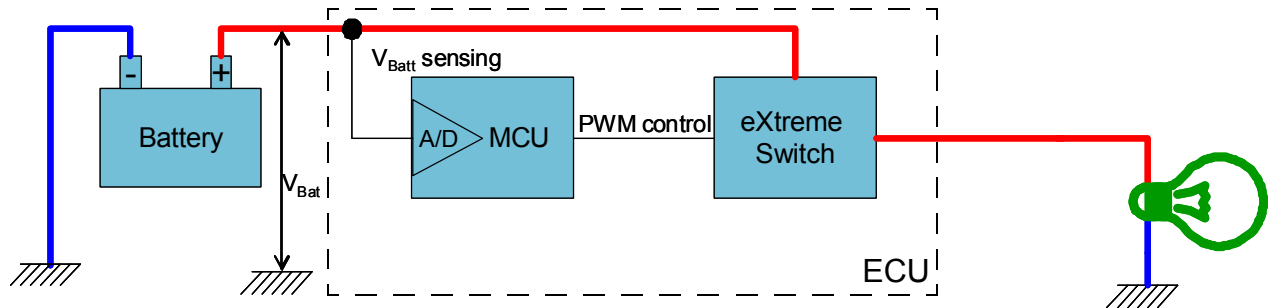 - +
Battery
V_Bat
V_Batt sensing
A/D MCU
PWM control
eXtreme
Switch
ECU